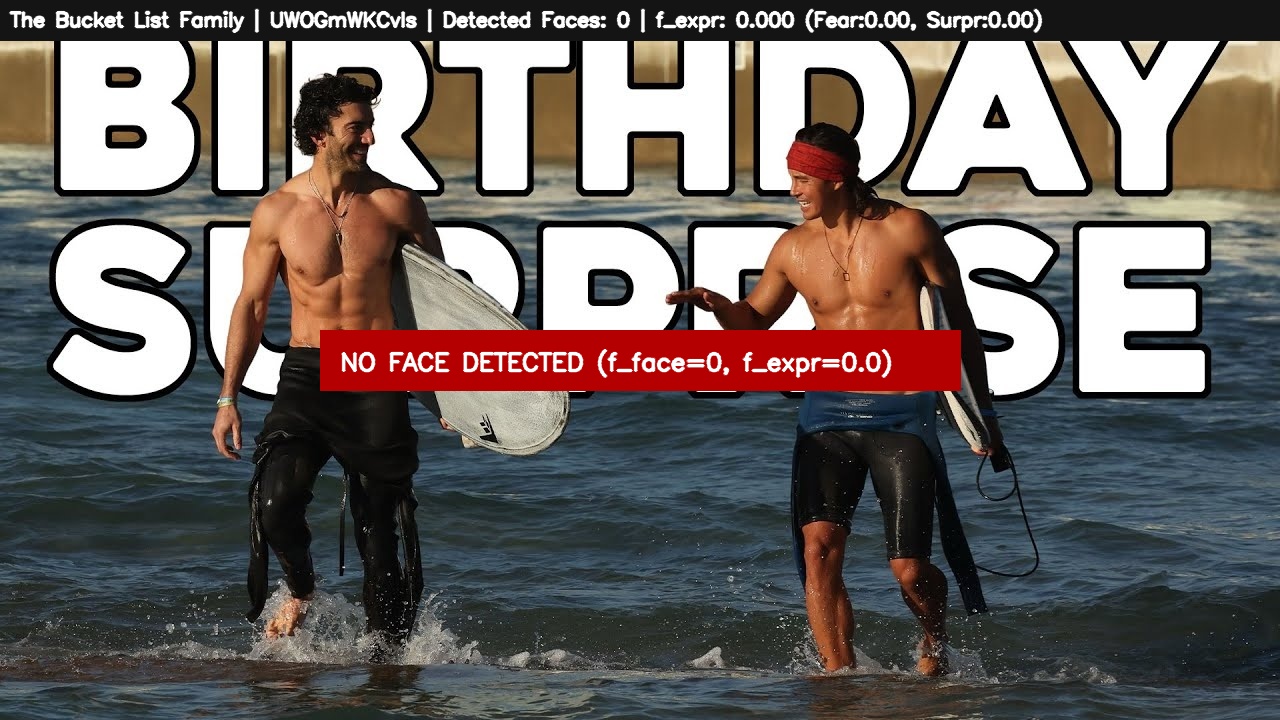 The Bucket List Family | UWOGmWKCvls | Detected Faces: 0 | f_expr: 0.000 (Fear:0.00, Surpr:0.00)
BIRTHDAY
SURPRISE
NO FACE DETECTED (f_face=0, f_expr=0.0)